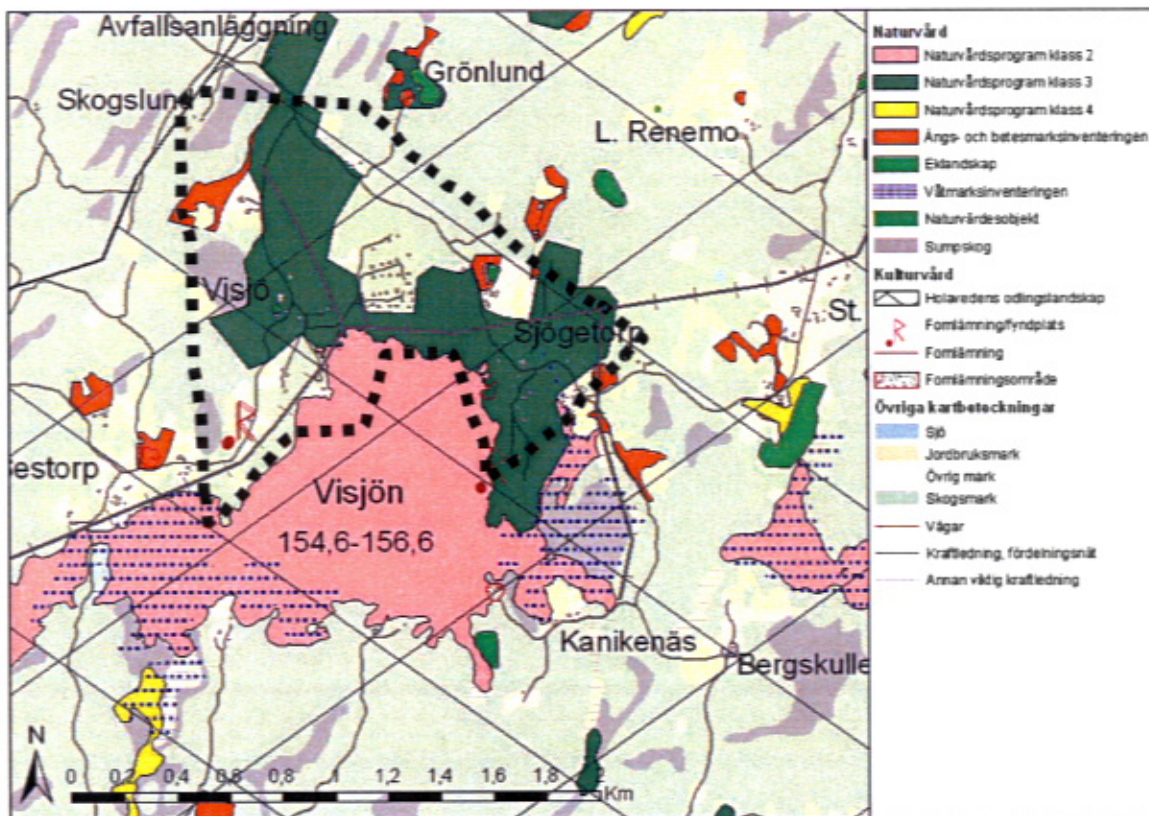 Avfallsanläggning
Grönlund
Skogslund
L. Renemo
Visjö
Sjögetorp
St.
R
estorp
Visjön
154,6-156,6
Kanikenäs
Bergskulle
N
0 0,2 0,4 0,6 0,8 1 1,2 1,4 1,6 1,8 2
Km
Naturvård
Naturvårdsprogram klass 2
Naturvårdsprogram klass 3
Naturvårdsprogram klass 4
Ängs- och betesmarksinventeringen
Eklandskap
Våtmarksinventeringen
Naturvärdesobjekt
Sumpskog
Kulturvård
Holavedens odlingslandskap
R
Fornlämning/fyndplats
Fornlämning
Fornlämningsområde
Övriga kartbeteckningar
Sjö
Jordbruksmark
Övrig mark
Skogsmark
Vägar
Kraftledning, fördelningsnät
Annan viktig kraftledning